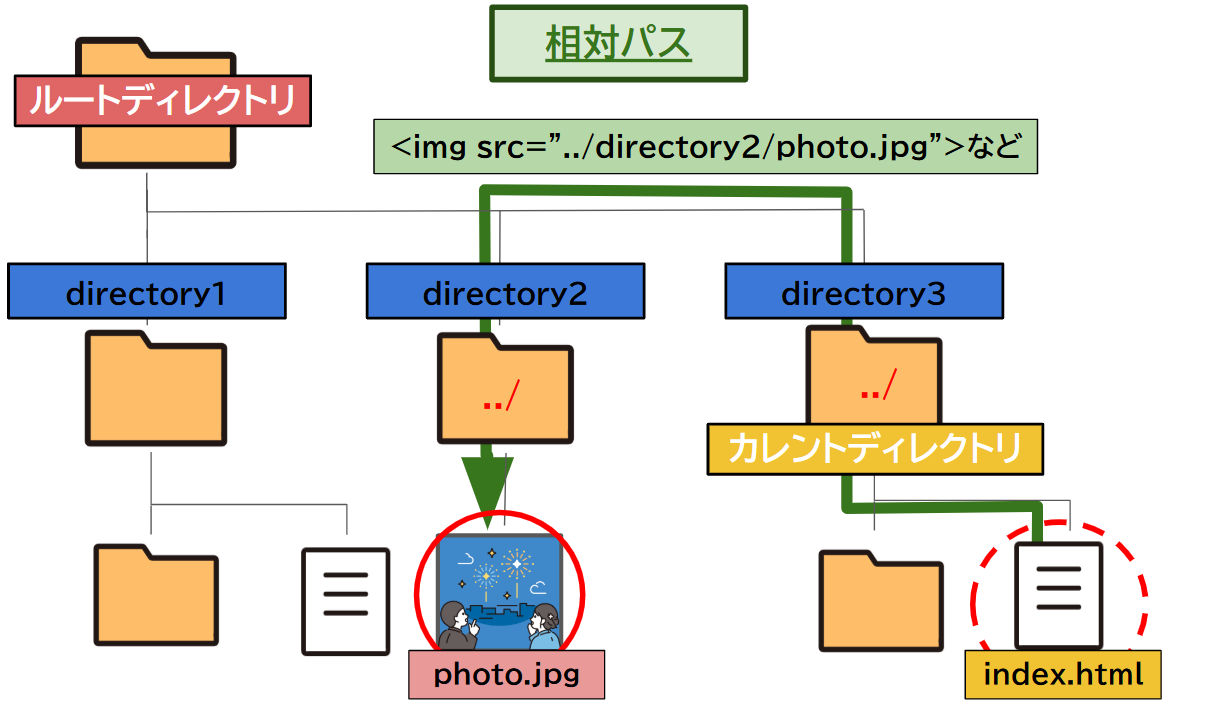 相対パス
ルートディレクトリ
<img src=”../directory2/photo.jpg”>など
directory1
directory2
directory3
../
../
カレントディレクトリ
photo.jpg
index.html